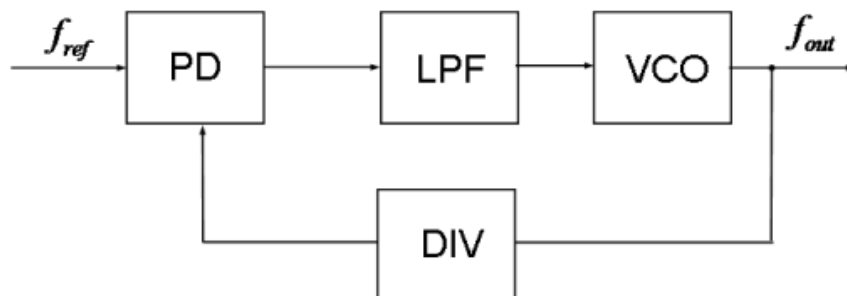 f_ref
PD
LPF
VCO
f_out
DIV